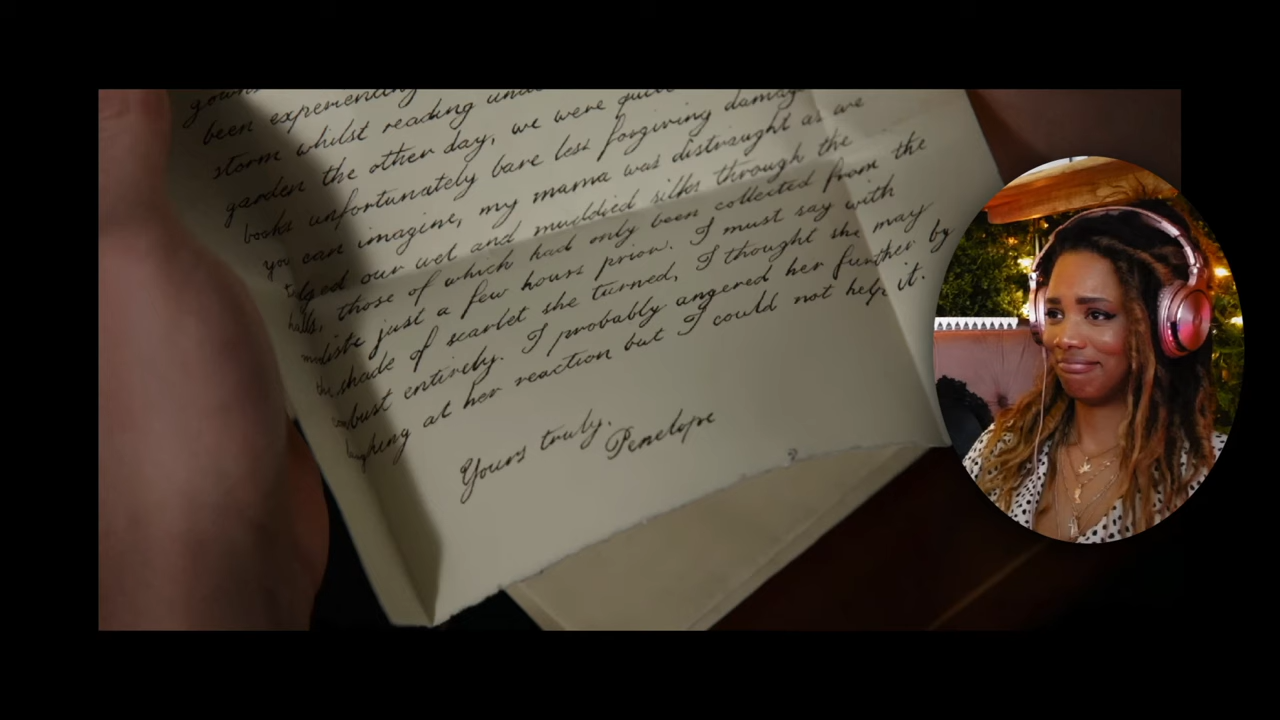 gowns
been experiencing
storm whilst reading
garden the other day, we were quite
books unfortunately bare less forgiving damage
you can imagine, my mama was distraught as we
our wet and muddied silks through the
halls, those of which had only been collected from the
modiste just a few hours prior. I must say with
the shade of scarlet she turned, I thought she may
combust entirely. I probably angered her further by
laughing at her reaction but I could not help it.
Yours truly,
Penelope